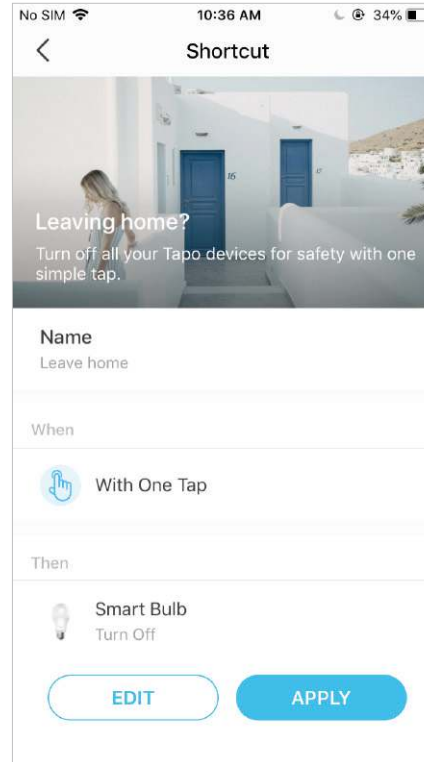 No SIM 10:36 AM 34%
Shortcut
16
Leaving home?
Turn off all your Tapo devices for safety with one
simple tap.
Name
Leave home
When
With One Tap
Then
Smart Bulb
Turn Off
EDIT APPLY